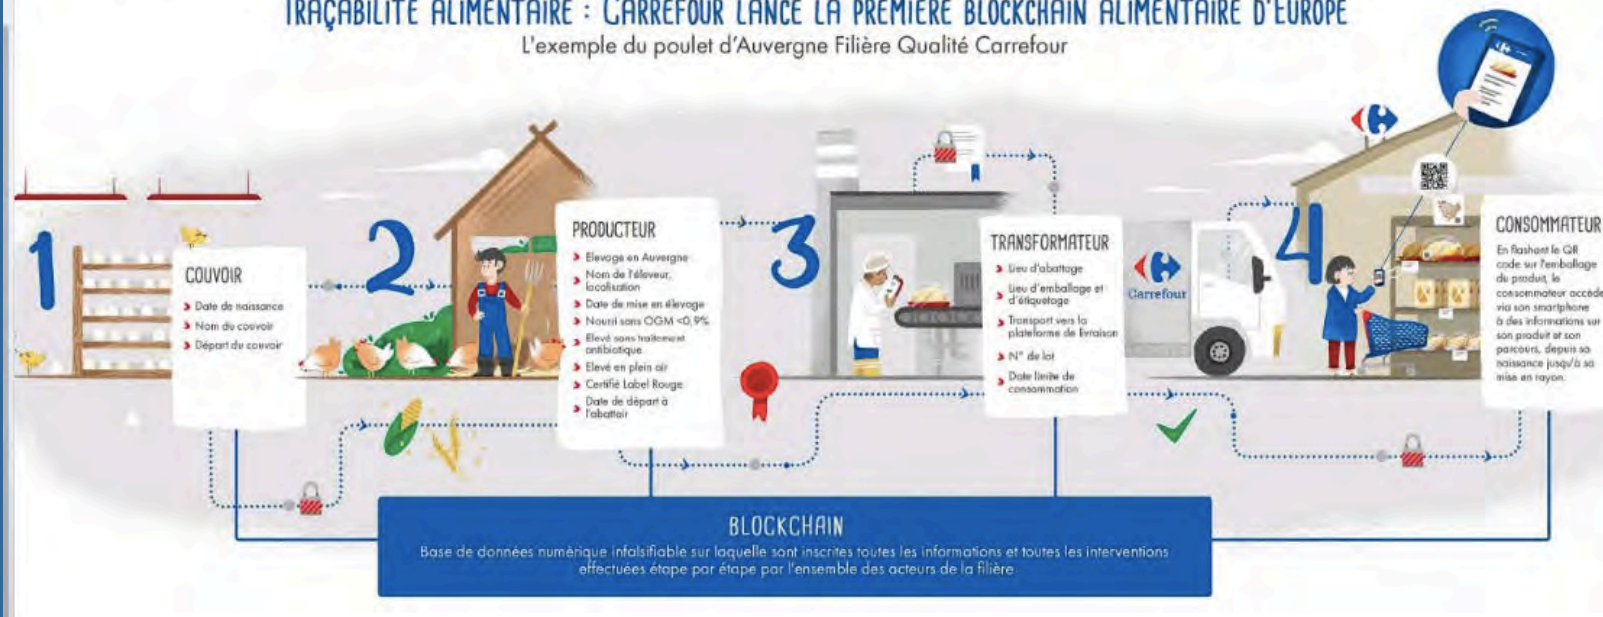 TRAÇABILITÉ ALIMENTAIRE : CARREFOUR LANCE LA PREMIÈRE BLOCKCHAIN ALIMENTAIRE D'EUROPE
L'exemple du poulet d'Auvergne Filière Qualité Carrefour
1
COUVOIR
Date de naissance
Nom du couvoir
Départ du couvoir
2
PRODUCTEUR
Elevage en Auvergne
Nom de l'éleveur,
localisation
Date de mise en élevage
Nourri sans OGM <0,9%
Elevé sans traitement
antibiotique
Elevé en plein air
Certifié Label Rouge
Date de départ à
l'abattoir
3
TRANSFORMATEUR
Lieu d'abattage
Lieu d'emballage et
d'étiquetage
Transport vers la
plateforme de livraison
N° de lot
Date limite de
consommation
Carrefour
4
CONSOMMATEUR
En flashant le QR
code sur l'emballage
du produit, le
consommateur accède
via son smartphone
à des informations sur
son produit et son
parcours, depuis sa
naissance jusqu'à sa
mise en rayon.
BLOCKCHAIN
Base de données numérique infalsifiable sur laquelle sont inscrites toutes les informations et toutes les interventions
effectuées étape par étape par l'ensemble des acteurs de la filière